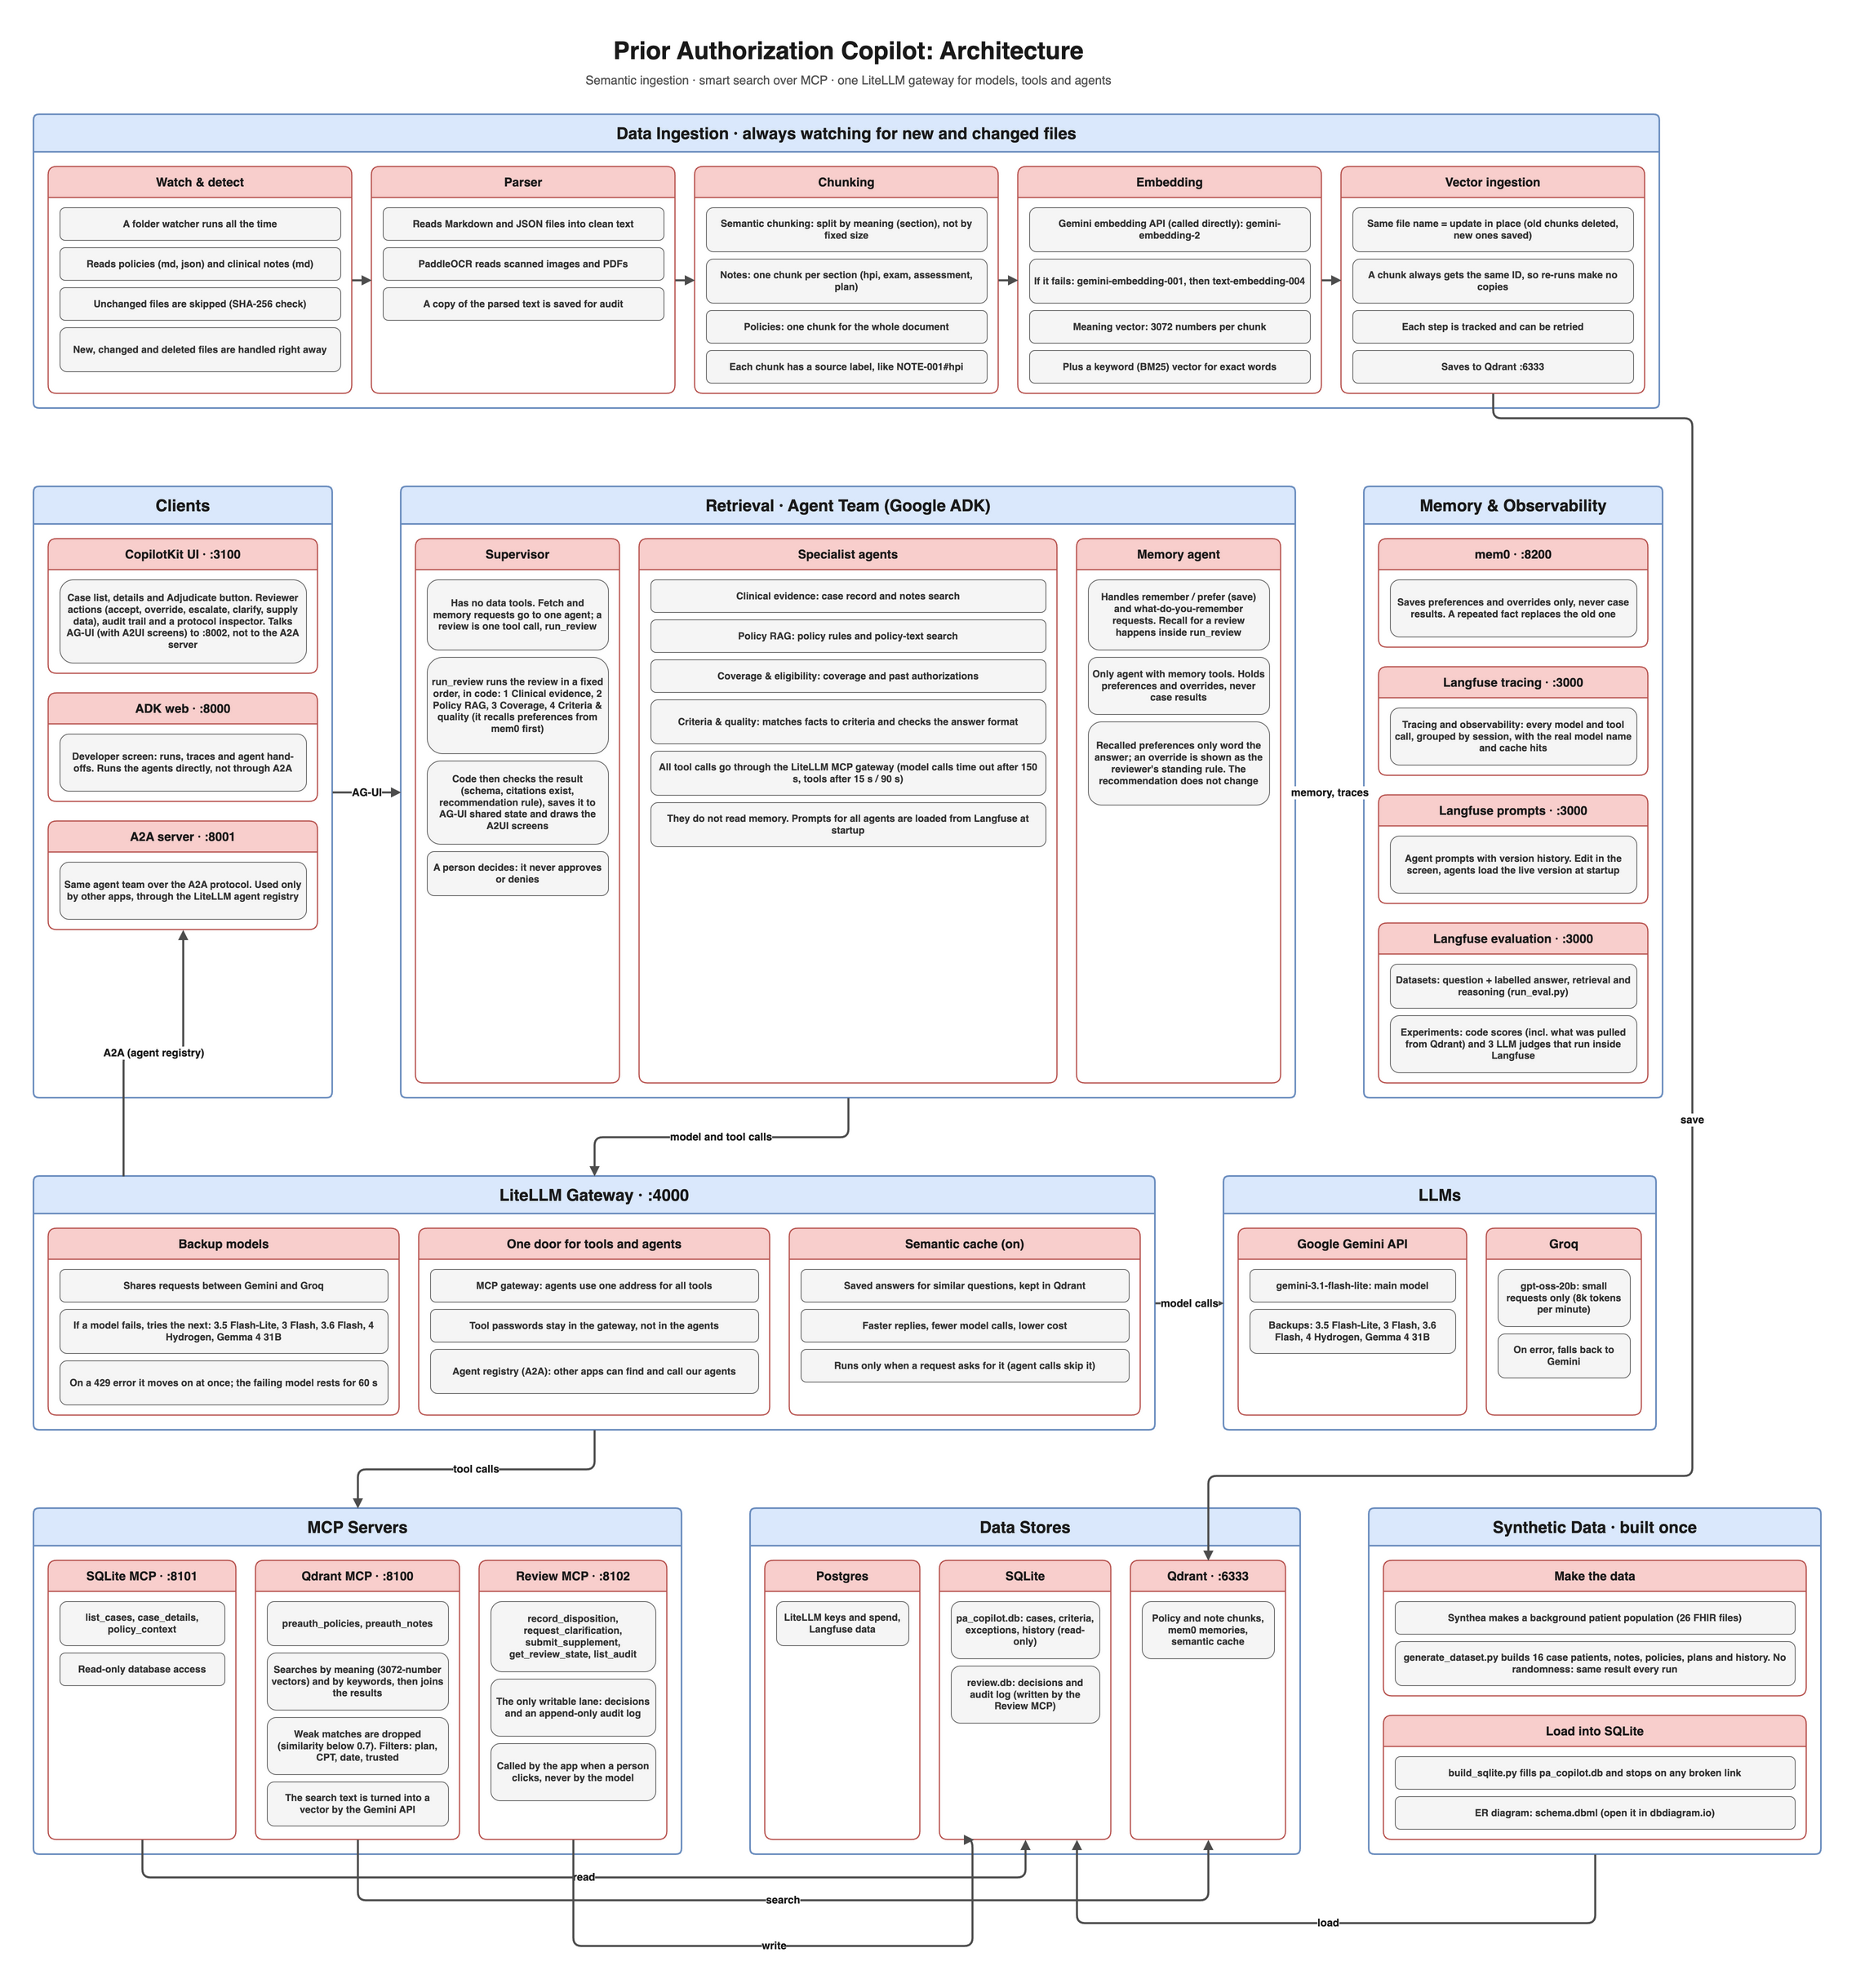 Prior Authorization Copilot: Architecture
Semantic ingestion · smart search over MCP · one LiteLLM gateway for models, tools and agents
Data Ingestion · always watching for new and changed files
Watch & detect
A folder watcher runs all the time
Reads policies (md, json) and clinical notes (md)
Unchanged files are skipped (SHA-256 check)
New, changed and deleted files are handled right away
Parser
Reads Markdown and JSON files into clean text
PaddleOCR reads scanned images and PDFs
A copy of the parsed text is saved for audit
Chunking
Semantic chunking: split by meaning (section), not by
fixed size
Notes: one chunk per section (hpi, exam, assessment,
plan)
Policies: one chunk for the whole document
Each chunk has a source label, like NOTE-001#hpi
Embedding
Gemini embedding API (called directly): gemini-
embedding-2
If it fails: gemini-embedding-001, then text-embedding-004
Meaning vector: 3072 numbers per chunk
Plus a keyword (BM25) vector for exact words
Vector ingestion
Same file name = update in place (old chunks deleted,
new ones saved)
A chunk always gets the same ID, so re-runs make no
copies
Each step is tracked and can be retried
Saves to Qdrant :6333
Clients
CopilotKit UI · :3100
Case list, details and Adjudicate button. Reviewer
actions (accept, override, escalate, clarify, supply
data), audit trail and a protocol inspector. Talks
AG-UI (with A2UI screens) to :8002, not to the A2A
server
ADK web · :8000
Developer screen: runs, traces and agent hand-
offs. Runs the agents directly, not through A2A
A2A server · :8001
Same agent team over the A2A protocol. Used only
by other apps, through the LiteLLM agent registry
A2A (agent registry)
AG-UI
Retrieval · Agent Team (Google ADK)
Supervisor
Has no data tools. Fetch and
memory requests go to one agent; a
review is one tool call, run_review
run_review runs the review in a fixed
order, in code: 1 Clinical evidence, 2
Policy RAG, 3 Coverage, 4 Criteria &
quality (it recalls preferences from
mem0 first)
Code then checks the result
(schema, citations exist,
recommendation rule), saves it to
AG-UI shared state and draws the
A2UI screens
A person decides: it never approves
or denies
Specialist agents
Clinical evidence: case record and notes search
Policy RAG: policy rules and policy-text search
Coverage & eligibility: coverage and past authorizations
Criteria & quality: matches facts to criteria and checks the answer format
All tool calls go through the LiteLLM MCP gateway (model calls time out after 150
s, tools after 15 s / 90 s)
They do not read memory. Prompts for all agents are loaded from Langfuse at
startup
Memory agent
Handles remember / prefer (save)
and what-do-you-remember
requests. Recall for a review
happens inside run_review
Only agent with memory tools. Holds
preferences and overrides, never
case results
Recalled preferences only word the
answer; an override is shown as the
reviewer's standing rule. The
recommendation does not change
memory, traces
Memory & Observability
mem0 · :8200
Saves preferences and overrides only, never case
results. A repeated fact replaces the old one
Langfuse tracing · :3000
Tracing and observability: every model and tool
call, grouped by session, with the real model name
and cache hits
Langfuse prompts · :3000
Agent prompts with version history. Edit in the
screen, agents load the live version at startup
Langfuse evaluation · :3000
Datasets: question + labelled answer, retrieval and
reasoning (run_eval.py)
Experiments: code scores (incl. what was pulled
from Qdrant) and 3 LLM judges that run inside
Langfuse
save
model and tool calls
LiteLLM Gateway · :4000
Backup models
Shares requests between Gemini and Groq
If a model fails, tries the next: 3.5 Flash-Lite, 3 Flash, 3.6 Flash, 4
Hydrogen, Gemma 4 31B
On a 429 error it moves on at once; the failing model rests for 60 s
One door for tools and agents
MCP gateway: agents use one address for all tools
Tool passwords stay in the gateway, not in the agents
Agent registry (A2A): other apps can find and call our agents
Semantic cache (on)
Saved answers for similar questions, kept in Qdrant
Faster replies, fewer model calls, lower cost
Runs only when a request asks for it (agent calls skip it)
model calls
LLMs
Google Gemini API
gemini-3.1-flash-lite: main model
Backups: 3.5 Flash-Lite, 3 Flash, 3.6
Flash, 4 Hydrogen, Gemma 4 31B
Groq
gpt-oss-20b: small
requests only (8k tokens
per minute)
On error, falls back to
Gemini
tool calls
MCP Servers
SQLite MCP · :8101
list_cases, case_details,
policy_context
Read-only database access
Qdrant MCP · :8100
preauth_policies, preauth_notes
Searches by meaning (3072-number
vectors) and by keywords, then joins
the results
Weak matches are dropped
(similarity below 0.7). Filters: plan,
CPT, date, trusted
The search text is turned into a
vector by the Gemini API
Review MCP · :8102
record_disposition,
request_clarification,
submit_supplement,
get_review_state, list_audit
The only writable lane: decisions
and an append-only audit log
Called by the app when a person
clicks, never by the model
Data Stores
Postgres
LiteLLM keys and spend,
Langfuse data
SQLite
pa_copilot.db: cases, criteria,
exceptions, history (read-
only)
review.db: decisions and
audit log (written by the
Review MCP)
Qdrant · :6333
Policy and note chunks,
mem0 memories,
semantic cache
Synthetic Data · built once
Make the data
Synthea makes a background patient population (26 FHIR files)
generate_dataset.py builds 16 case patients, notes, policies, plans and history. No
randomness: same result every run
Load into SQLite
build_sqlite.py fills pa_copilot.db and stops on any broken link
ER diagram: schema.dbml (open it in dbdiagram.io)
read
search
load
write